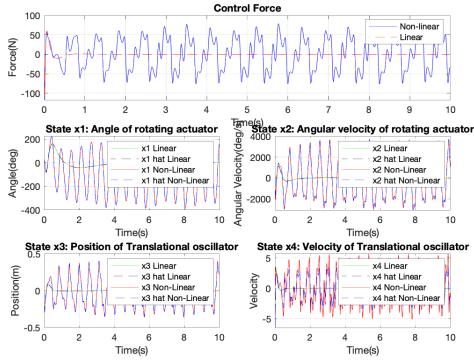 Control Force
100
50
0
-50
-100
Force(N)
Non-linear
Linear
0 1 2 3 4 5 6 7 8 9 10
Time(s)
State x1: Angle of rotating actuator
200
0
-200
-400
Angle(deg)
x1 Linear
x1 hat Linear
x1 Non-Linear
x1 hat Non-Linear
0 2 4 6 8 10
Time(s)
State x2: Angular velocity of rotating actuator
4000
2000
0
-2000
Angular Velocity(deg/s)
x2 Linear
x2 hat Linear
x2 Non-Linear
x2 hat Non-Linear
0 2 4 6 8 10
Time(s)
State x3: Position of Translational oscillator
0.5
0
-0.5
Position(m)
x3 Linear
x3 hat Linear
x3 Non-Linear
x3 hat Non-Linear
0 2 4 6 8 10
Time(s)
State x4: Velocity of Translational oscillator
5
0
-5
Velocity
x4 Linear
x4 hat Linear
x4 Non-Linear
x4 hat Non-Linear
0 2 4 6 8 10
Time(s)